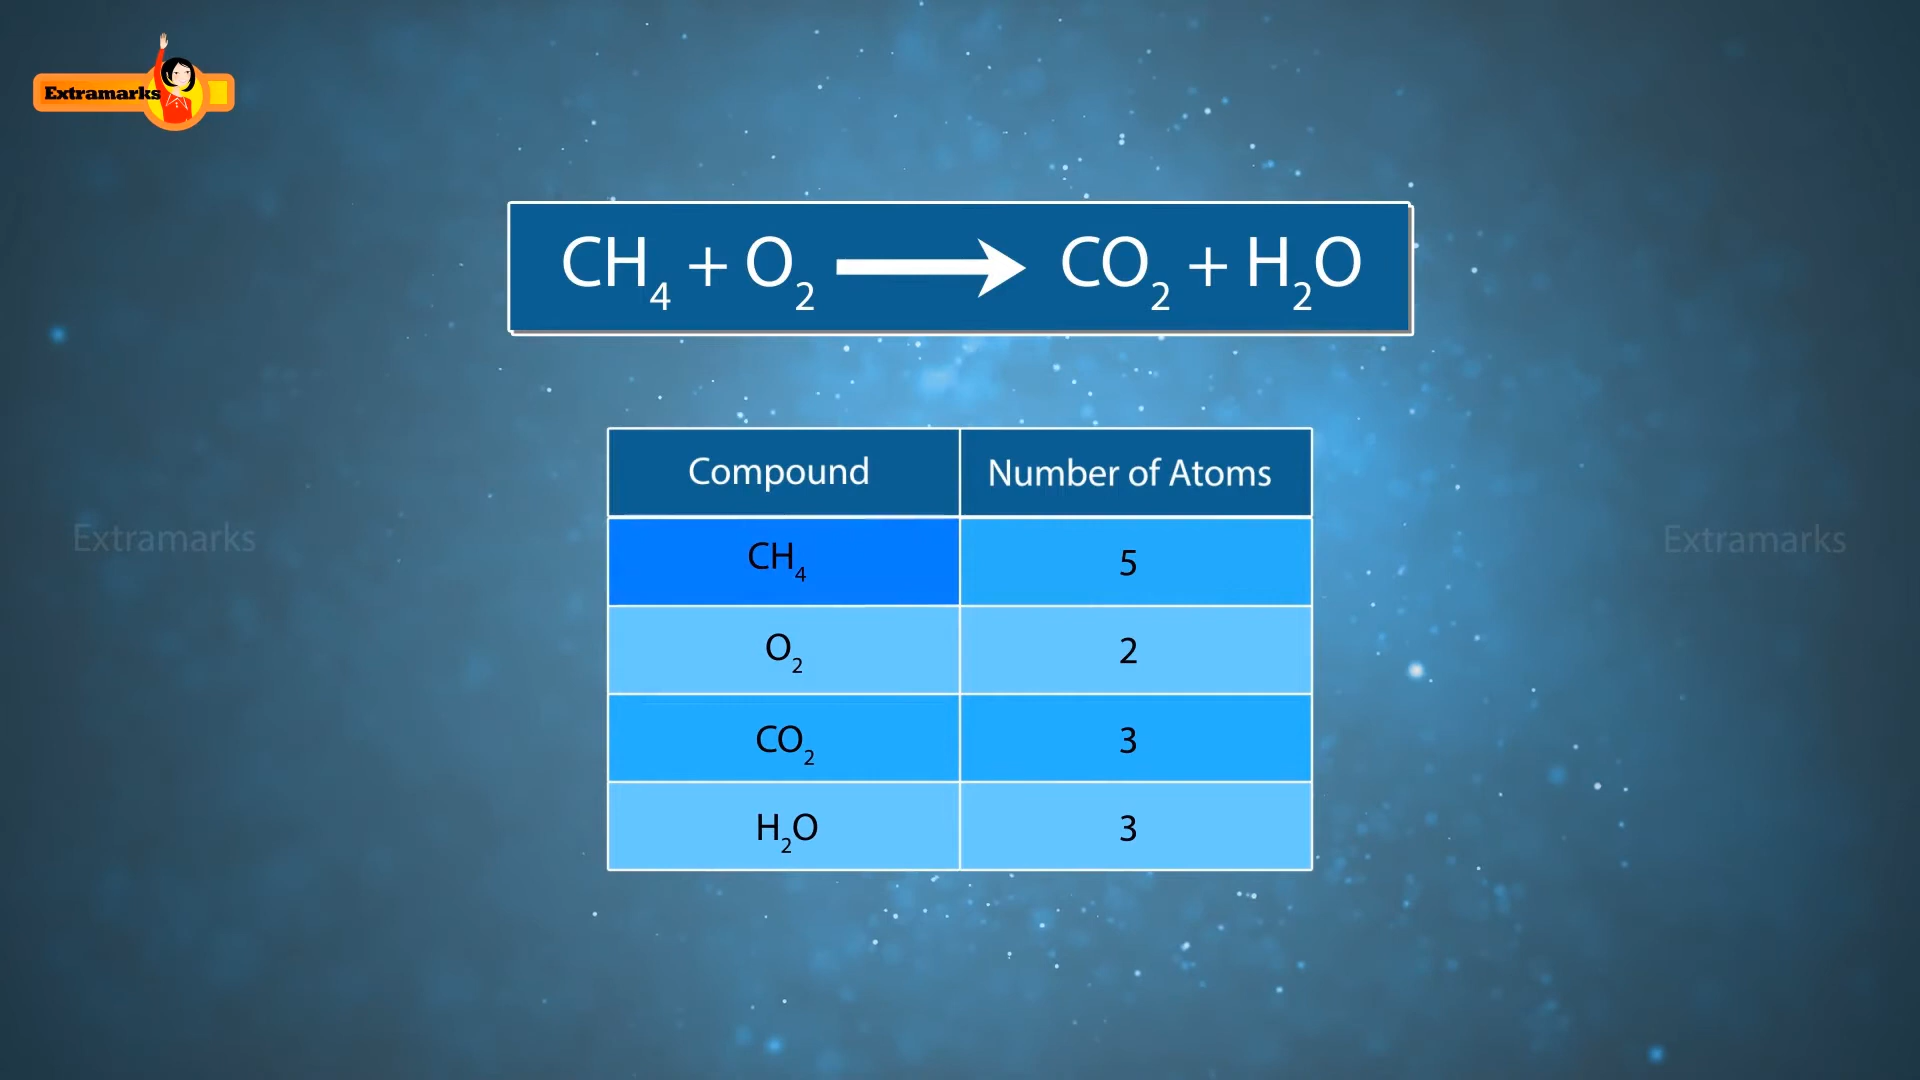 Extramarks
CH₄ + O₂ ⟶ CO₂ + H₂O
Compound Number of Atoms
CH₄ 5
O₂ 2
Extramarks Extramarks
CO₂ 3
H₂O 3